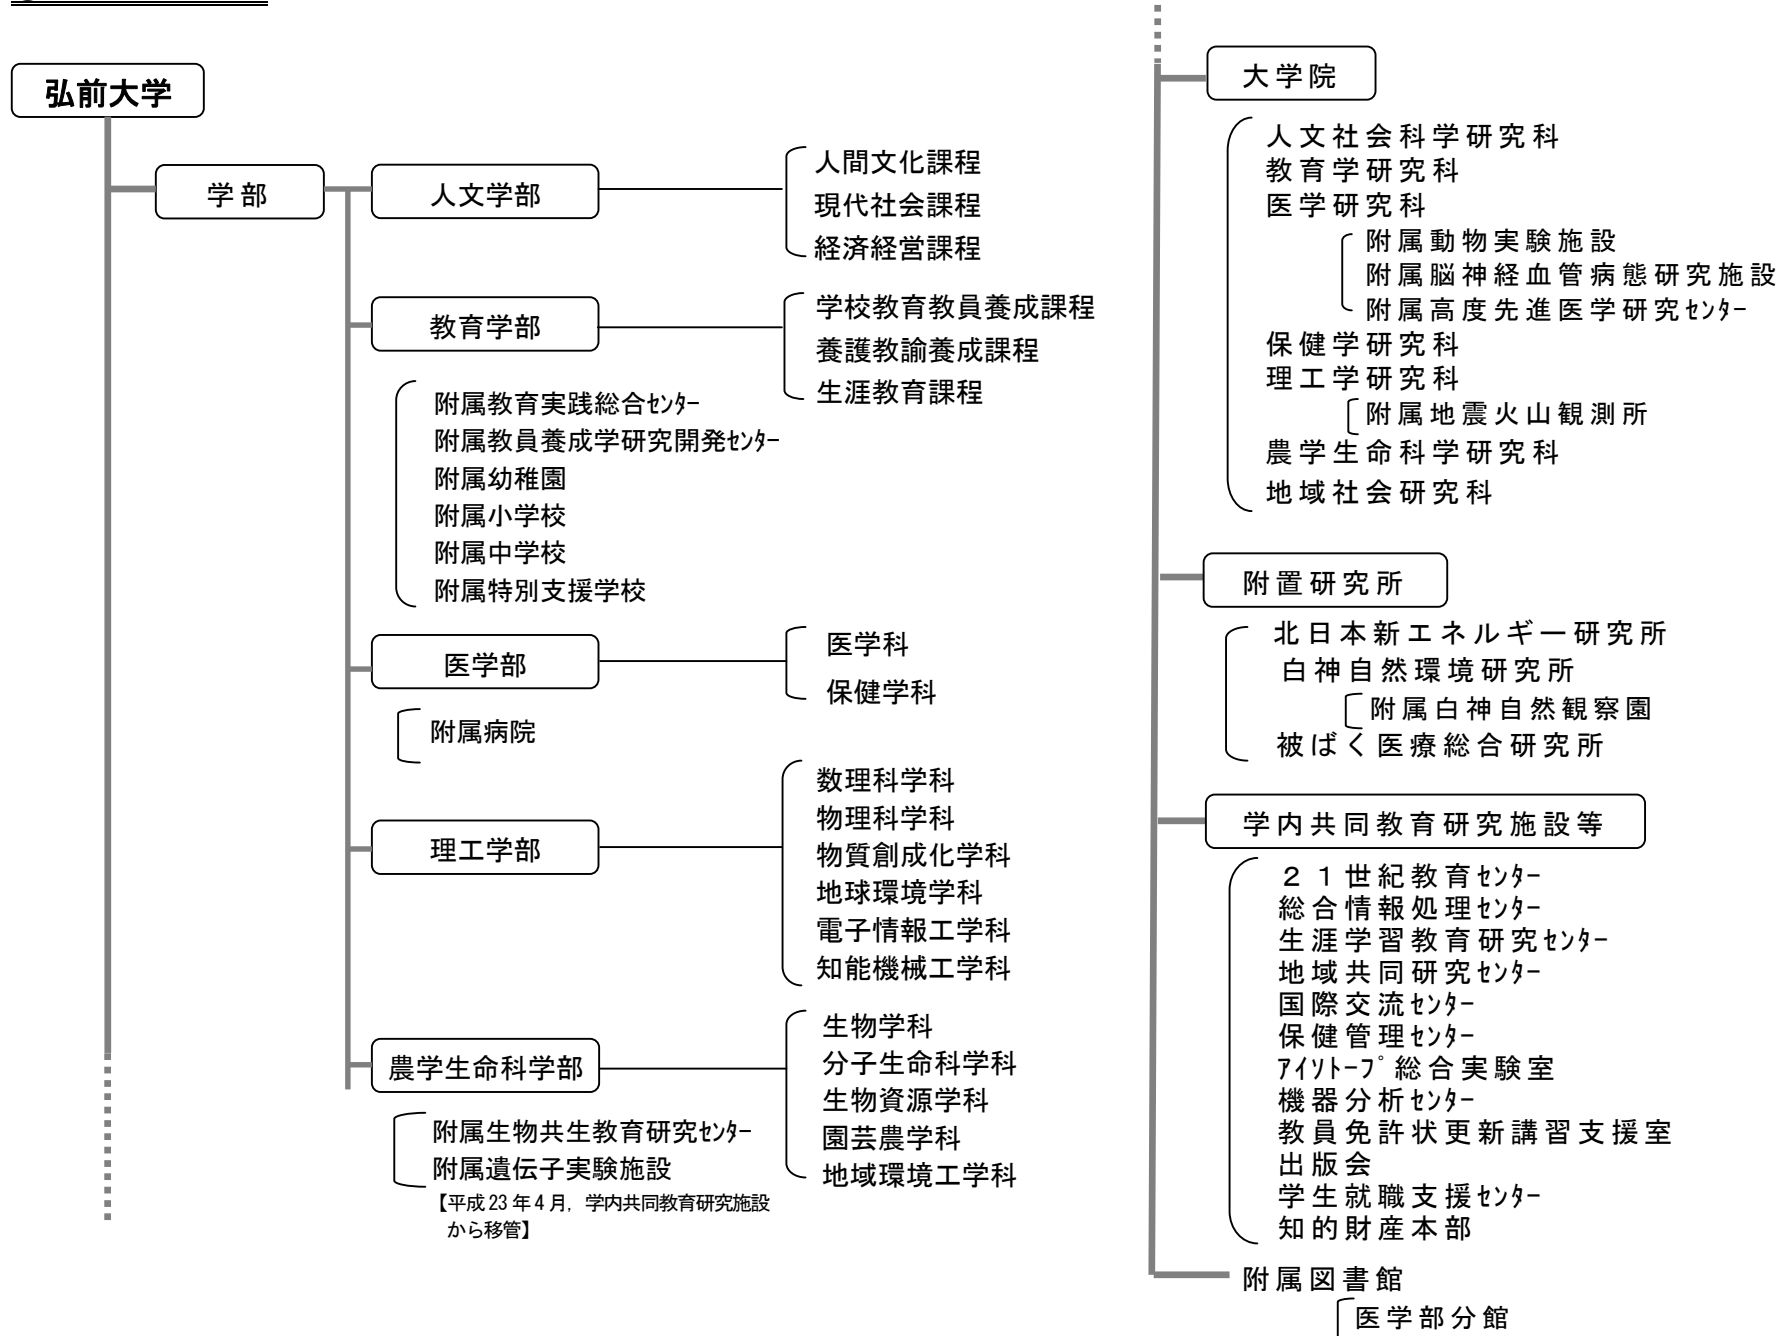 弘前大学
学部
人文学部
人間文化課程
現代社会課程
経済経営課程
教育学部
学校教育教員養成課程
養護教諭養成課程
生涯教育課程
附属教育実践総合ｾﾝﾀｰ
附属教員養成学研究開発ｾﾝﾀｰ
附属幼稚園
附属小学校
附属中学校
附属特別支援学校
医学部
医学科
保健学科
附属病院
理工学部
数理科学科
物理科学科
物質創成化学科
地球環境学科
電子情報工学科
知能機械工学科
農学生命科学部
生物学科
分子生命科学科
生物資源学科
園芸農学科
地域環境工学科
附属生物共生教育研究ｾﾝﾀｰ
附属遺伝子実験施設
【平成23年4月，学内共同教育研究施設
から移管】
大学院
人文社会科学研究科
教育学研究科
医学研究科
附属動物実験施設
附属脳神経血管病態研究施設
附属高度先進医学研究ｾﾝﾀｰ
保健学研究科
理工学研究科
附属地震火山観測所
農学生命科学研究科
地域社会研究科
附置研究所
北日本新エネルギー研究所
白神自然環境研究所
附属白神自然観察園
被ばく医療総合研究所
学内共同教育研究施設等
２１世紀教育ｾﾝﾀｰ
総合情報処理ｾﾝﾀｰ
生涯学習教育研究ｾﾝﾀｰ
地域共同研究ｾﾝﾀｰ
国際交流ｾﾝﾀｰ
保健管理ｾﾝﾀｰ
ｱｲｿﾄｰﾌﾟ総合実験室
機器分析ｾﾝﾀｰ
教員免許状更新講習支援室
出版会
学生就職支援ｾﾝﾀｰ
知的財産本部
附属図書館
医学部分館